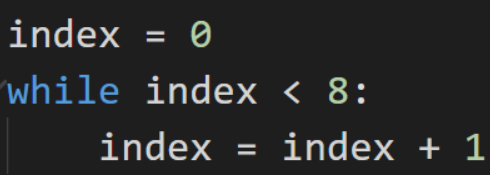 index = 0
while index < 8:
    index = index + 1